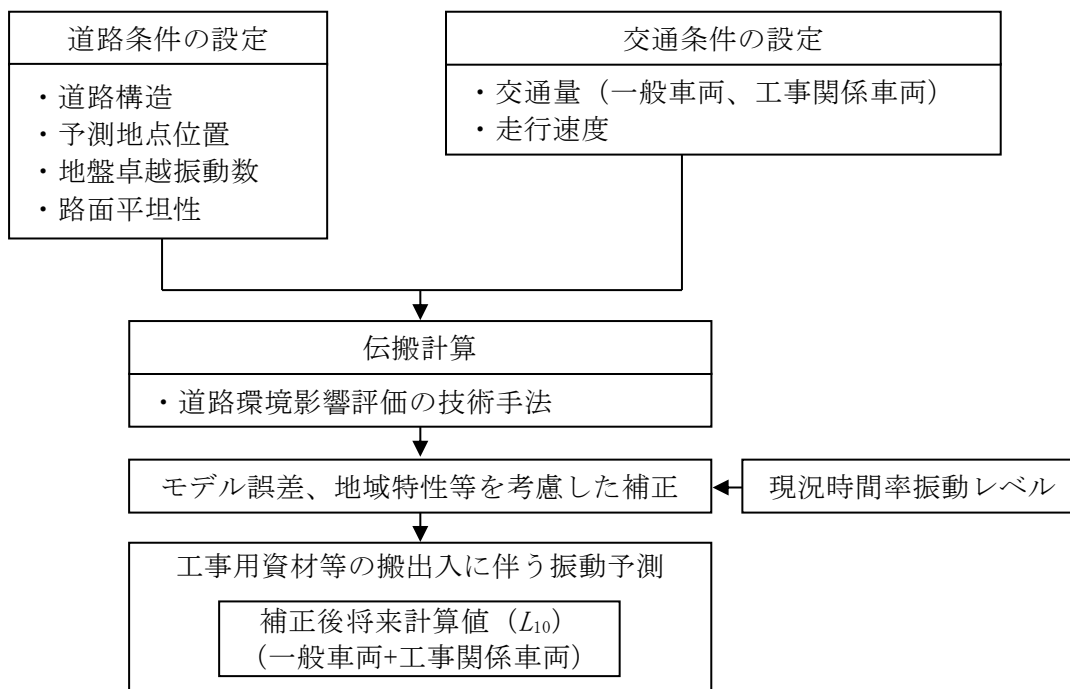 道路条件の設定
・道路構造
・予測地点位置
・地盤卓越振動数
・路面平坦性
交通条件の設定
・交通量（一般車両、工事関係車両）
・走行速度
伝搬計算
・道路環境影響評価の技術手法
モデル誤差、地域特性等を考慮した補正
現況時間率振動レベル
工事用資材等の搬出入に伴う振動予測
補正後将来計算値（L10）
（一般車両+工事関係車両）